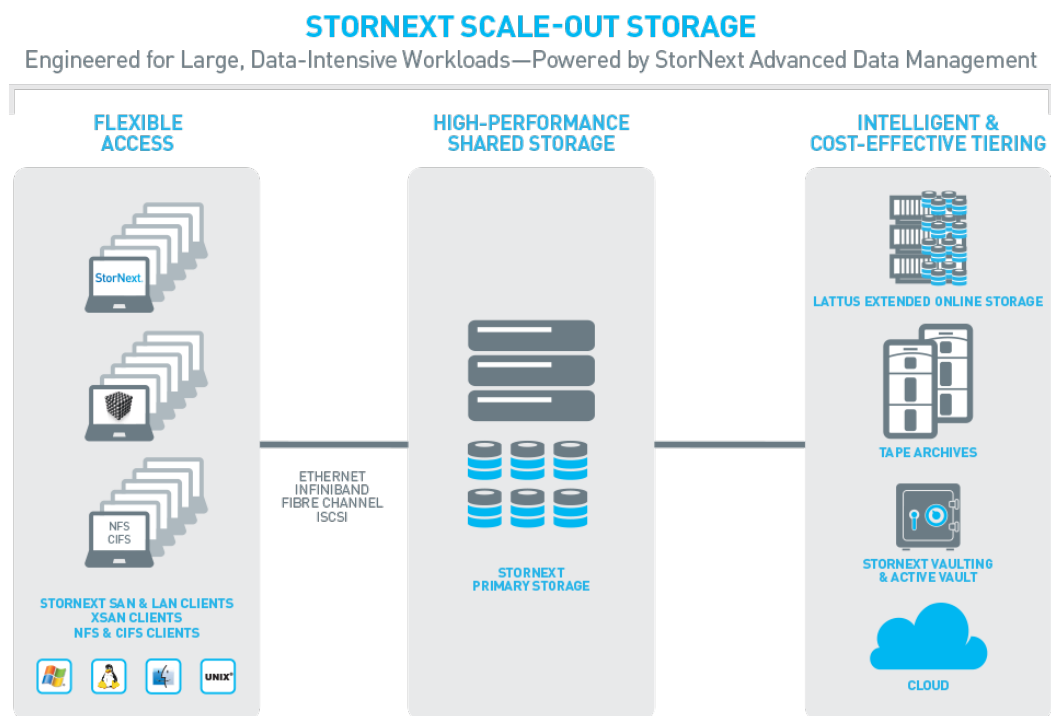 STORNEXT SCALE-OUT STORAGE
Engineered for Large, Data-Intensive Workloads—Powered by StorNext Advanced Data Management
FLEXIBLE
ACCESS
StorNext.
NFS
CIFS
STORNEXT SAN & LAN CLIENTS
XSAN CLIENTS
NFS & CIFS CLIENTS
UNIX®
ETHERNET
INFINIBAND
FIBRE CHANNEL
ISCSI
HIGH-PERFORMANCE
SHARED STORAGE
STORNEXT
PRIMARY STORAGE
INTELLIGENT &
COST-EFFECTIVE TIERING
LATTUS EXTENDED ONLINE STORAGE
TAPE ARCHIVES
STORNEXT VAULTING
& ACTIVE VAULT
CLOUD